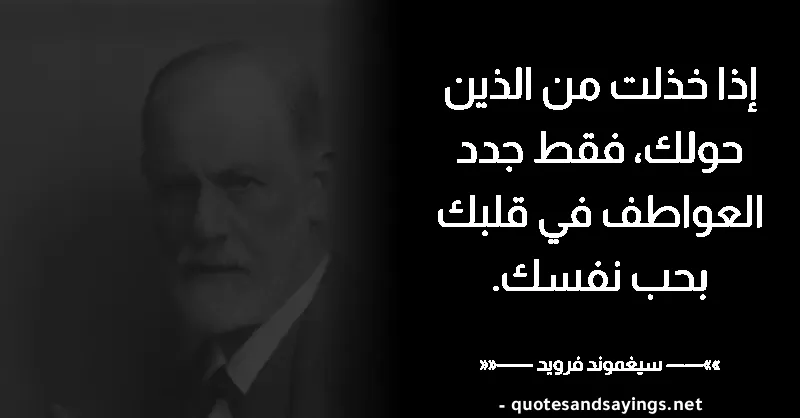 إذا خذلت من الذين
حولك، فقط جدد
العواطف في قلبك
بحب نفسك.
»»—— سيغموند فرويد ——««
- quotesandsayings.net